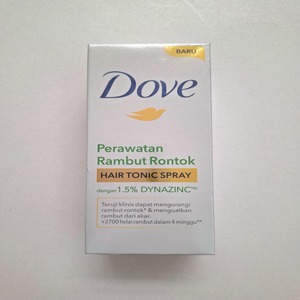 BARU
Dove
Perawatan
Rambut Rontok
HAIR TONIC SPRAY
dengan 1.5% DYNAZINC™
Teruji klinis dapat mengurangi
rambut rontok* & menguatkan
rambut dari akar.
+2700 helai rambut dalam 4 minggu**